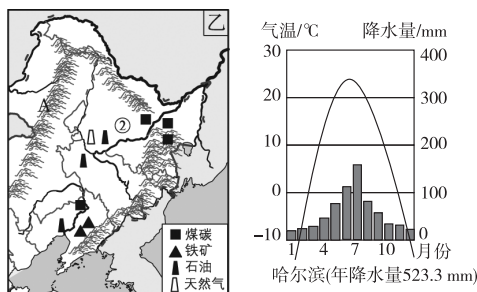 乙
A
②
煤碳
铁矿
石油
天然气
气温/℃ 降水量/mm
30 400
20 300
10 200
0 100
-10 0
1 4 7 10 月份
哈尔滨(年降水量523.3 mm)